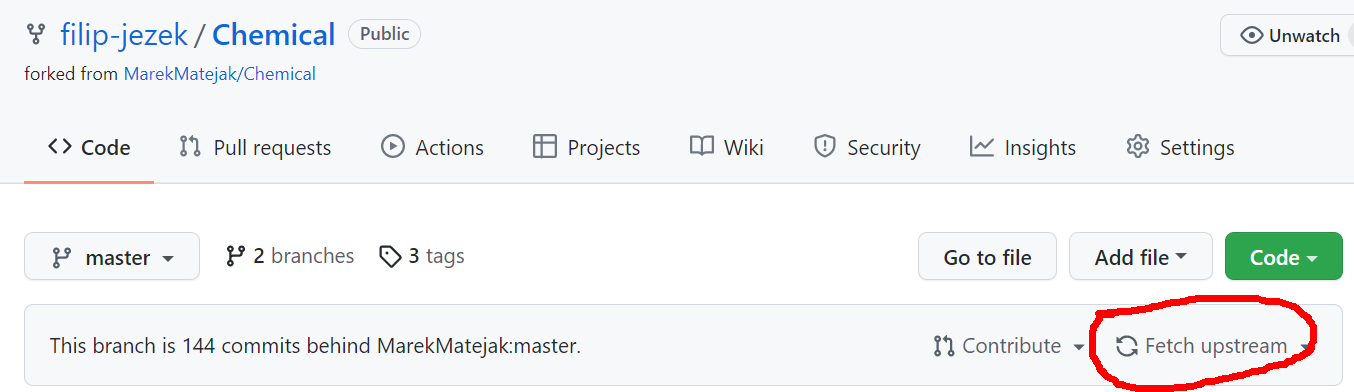 filip-jezek / Chemical Public
Unwatch
forked from MarekMatejak/Chemical
Code Pull requests Actions Projects Wiki Security Insights Settings
master 2 branches 3 tags Go to file Add file Code
This branch is 144 commits behind MarekMatejak:master. Contribute Fetch upstream